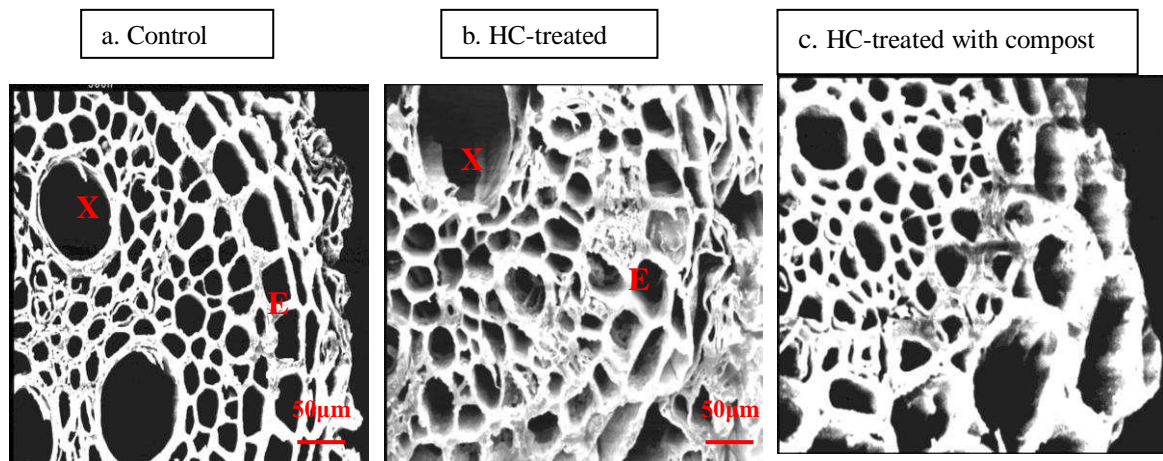 a. Control
b. HC-treated
c. HC-treated with compost
X
X
E
E
50µm
50µm